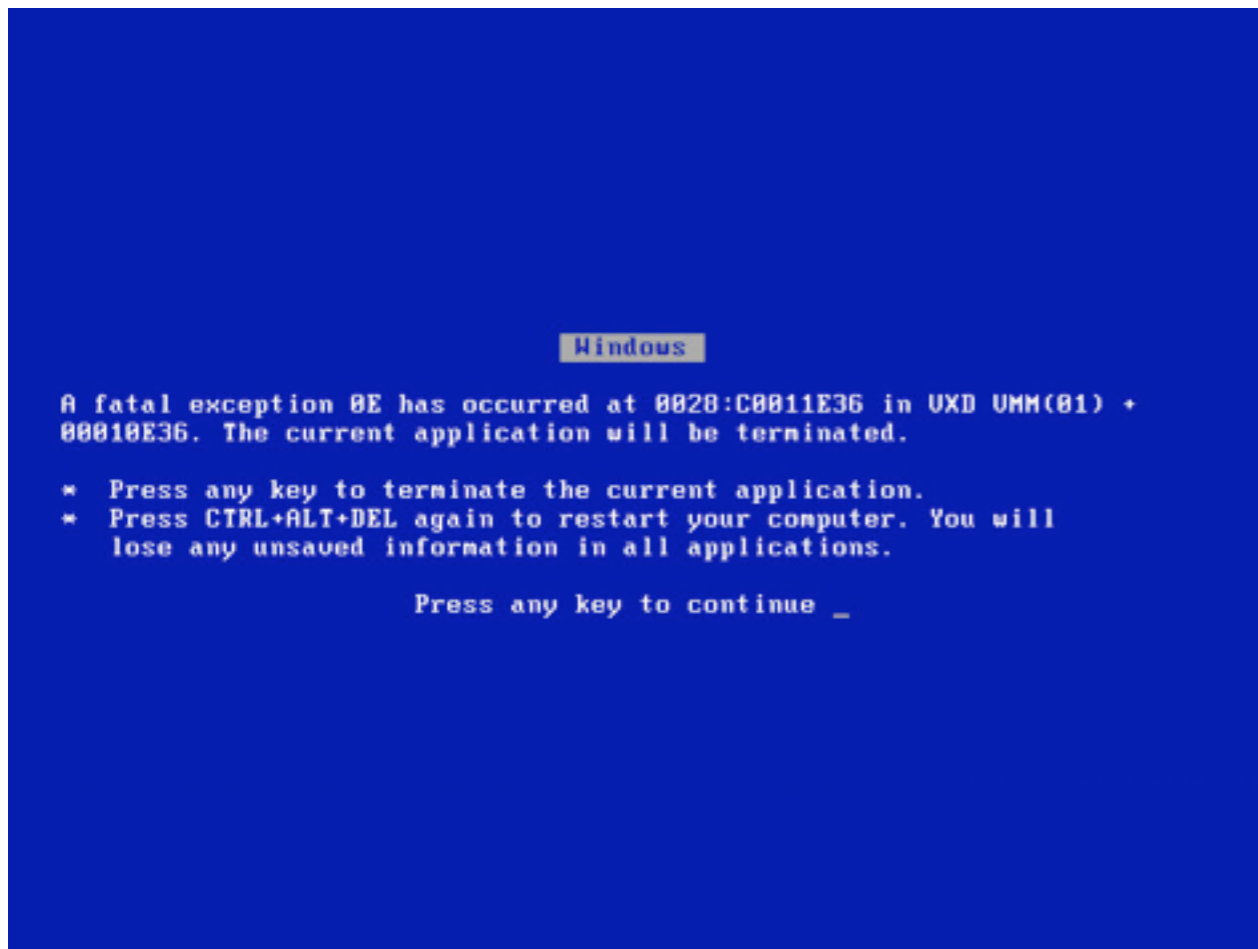 Windows
A fatal exception 0E has occurred at 0028:C0011E36 in VXD VMM(01) +
00010E36. The current application will be terminated.
* Press any key to terminate the current application.
* Press CTRL+ALT+DEL again to restart your computer. You will
lose any unsaved information in all applications.
Press any key to continue _